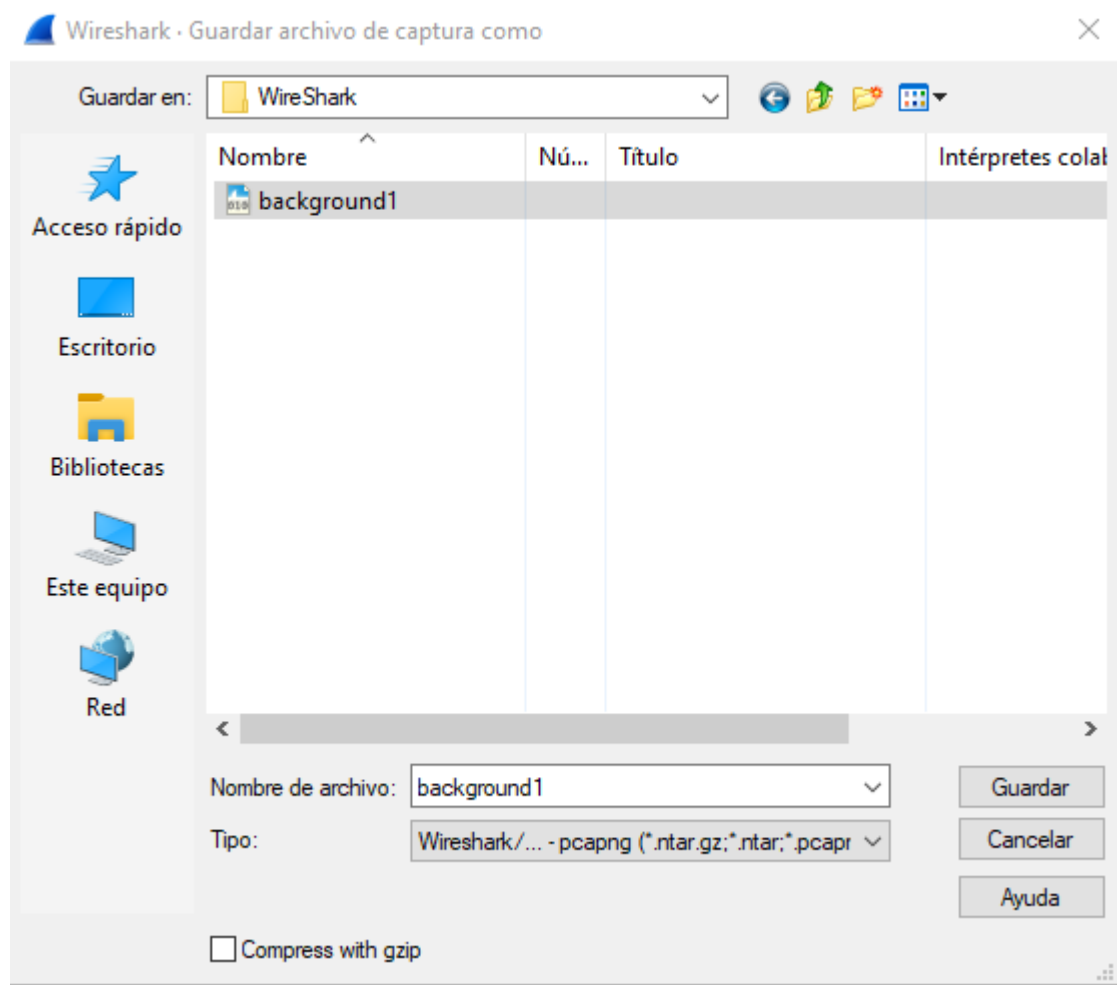 Wireshark · Guardar archivo de captura como
Guardar en: WireShark
Nombre Nú... Título Intérpretes colab
background1
Acceso rápido
Escritorio
Bibliotecas
Este equipo
Red
Nombre de archivo: background1 Guardar
Tipo: Wireshark/... - pcapng (*.ntar.gz;*.ntar;*.pcapr Cancelar
Ayuda
Compress with gzip